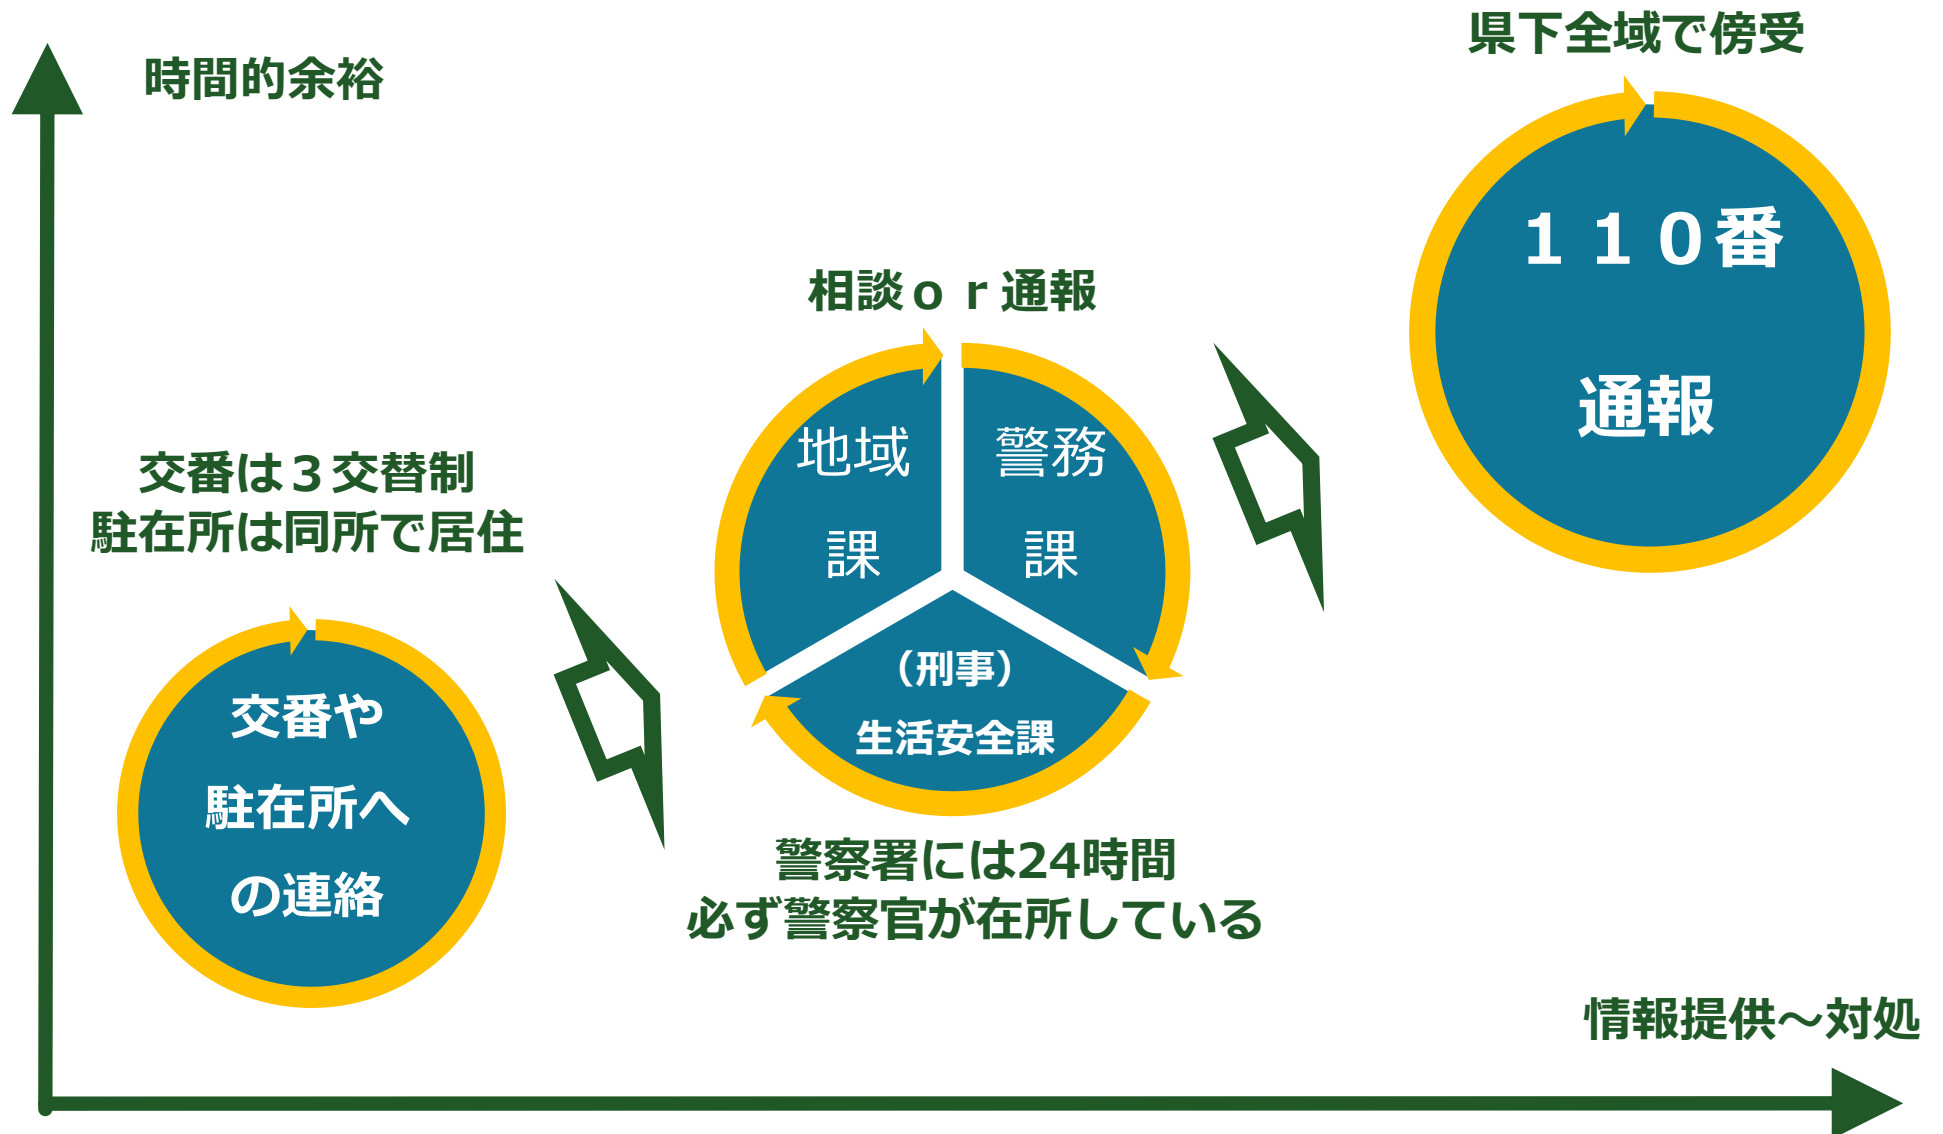 時間的余裕
県下全域で傍受
１１０番
通報
相談ｏｒ通報
地域
課
警務
課
（刑事）
生活安全課
警察署には24時間
必ず警察官が在所している
交番は３交替制
駐在所は同所で居住
交番や
駐在所へ
の連絡
情報提供～対処